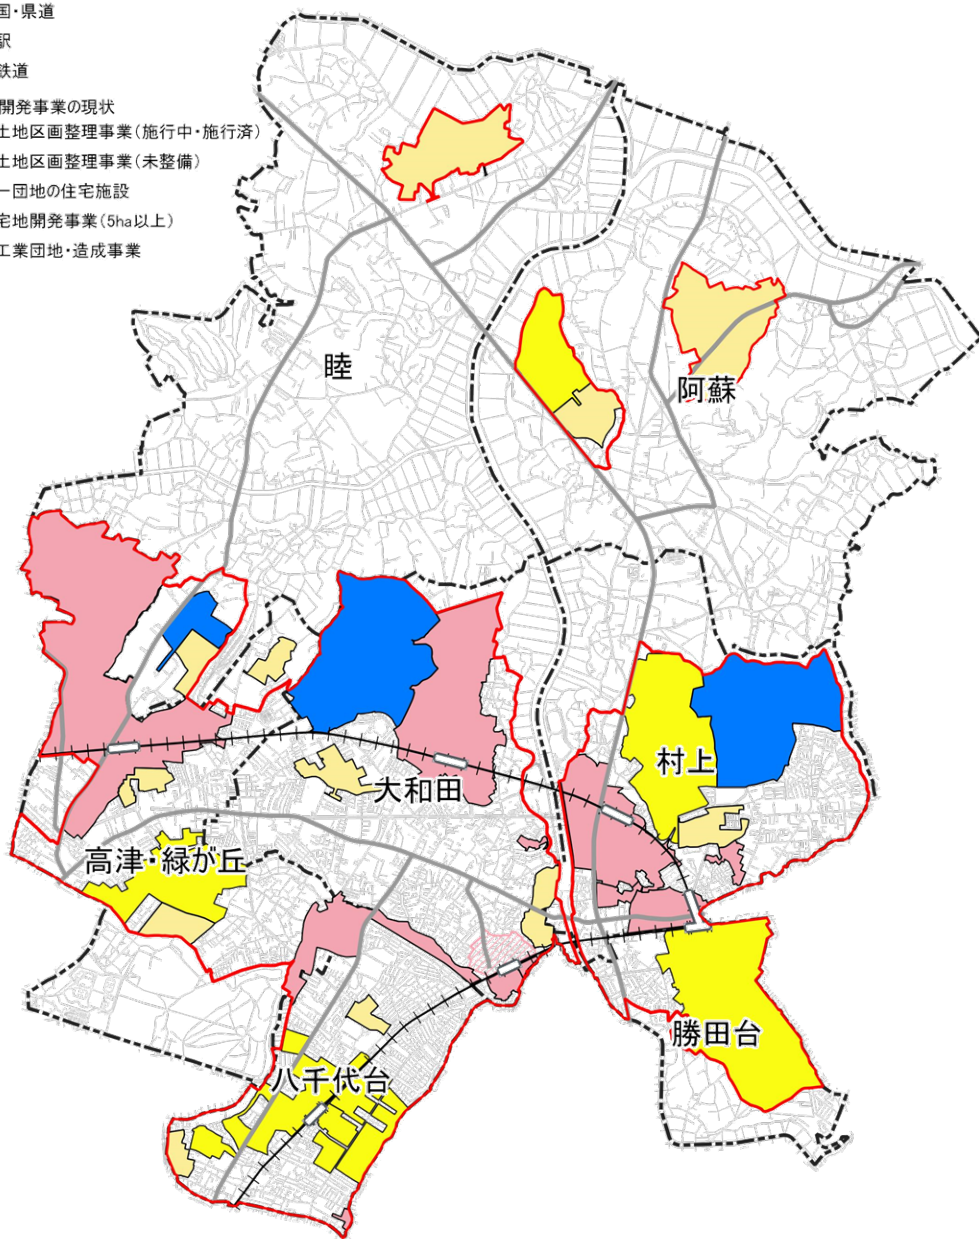 国・県道
駅
鉄道
開発事業の現状
土地区画整理事業（施行中・施行済）
土地区画整理事業（未整備）
一団地の住宅施設
宅地開発事業（5ha以上）
工業団地・造成事業
睦
阿蘇
村上
大和田
高津・緑が丘
勝田台
八千代台